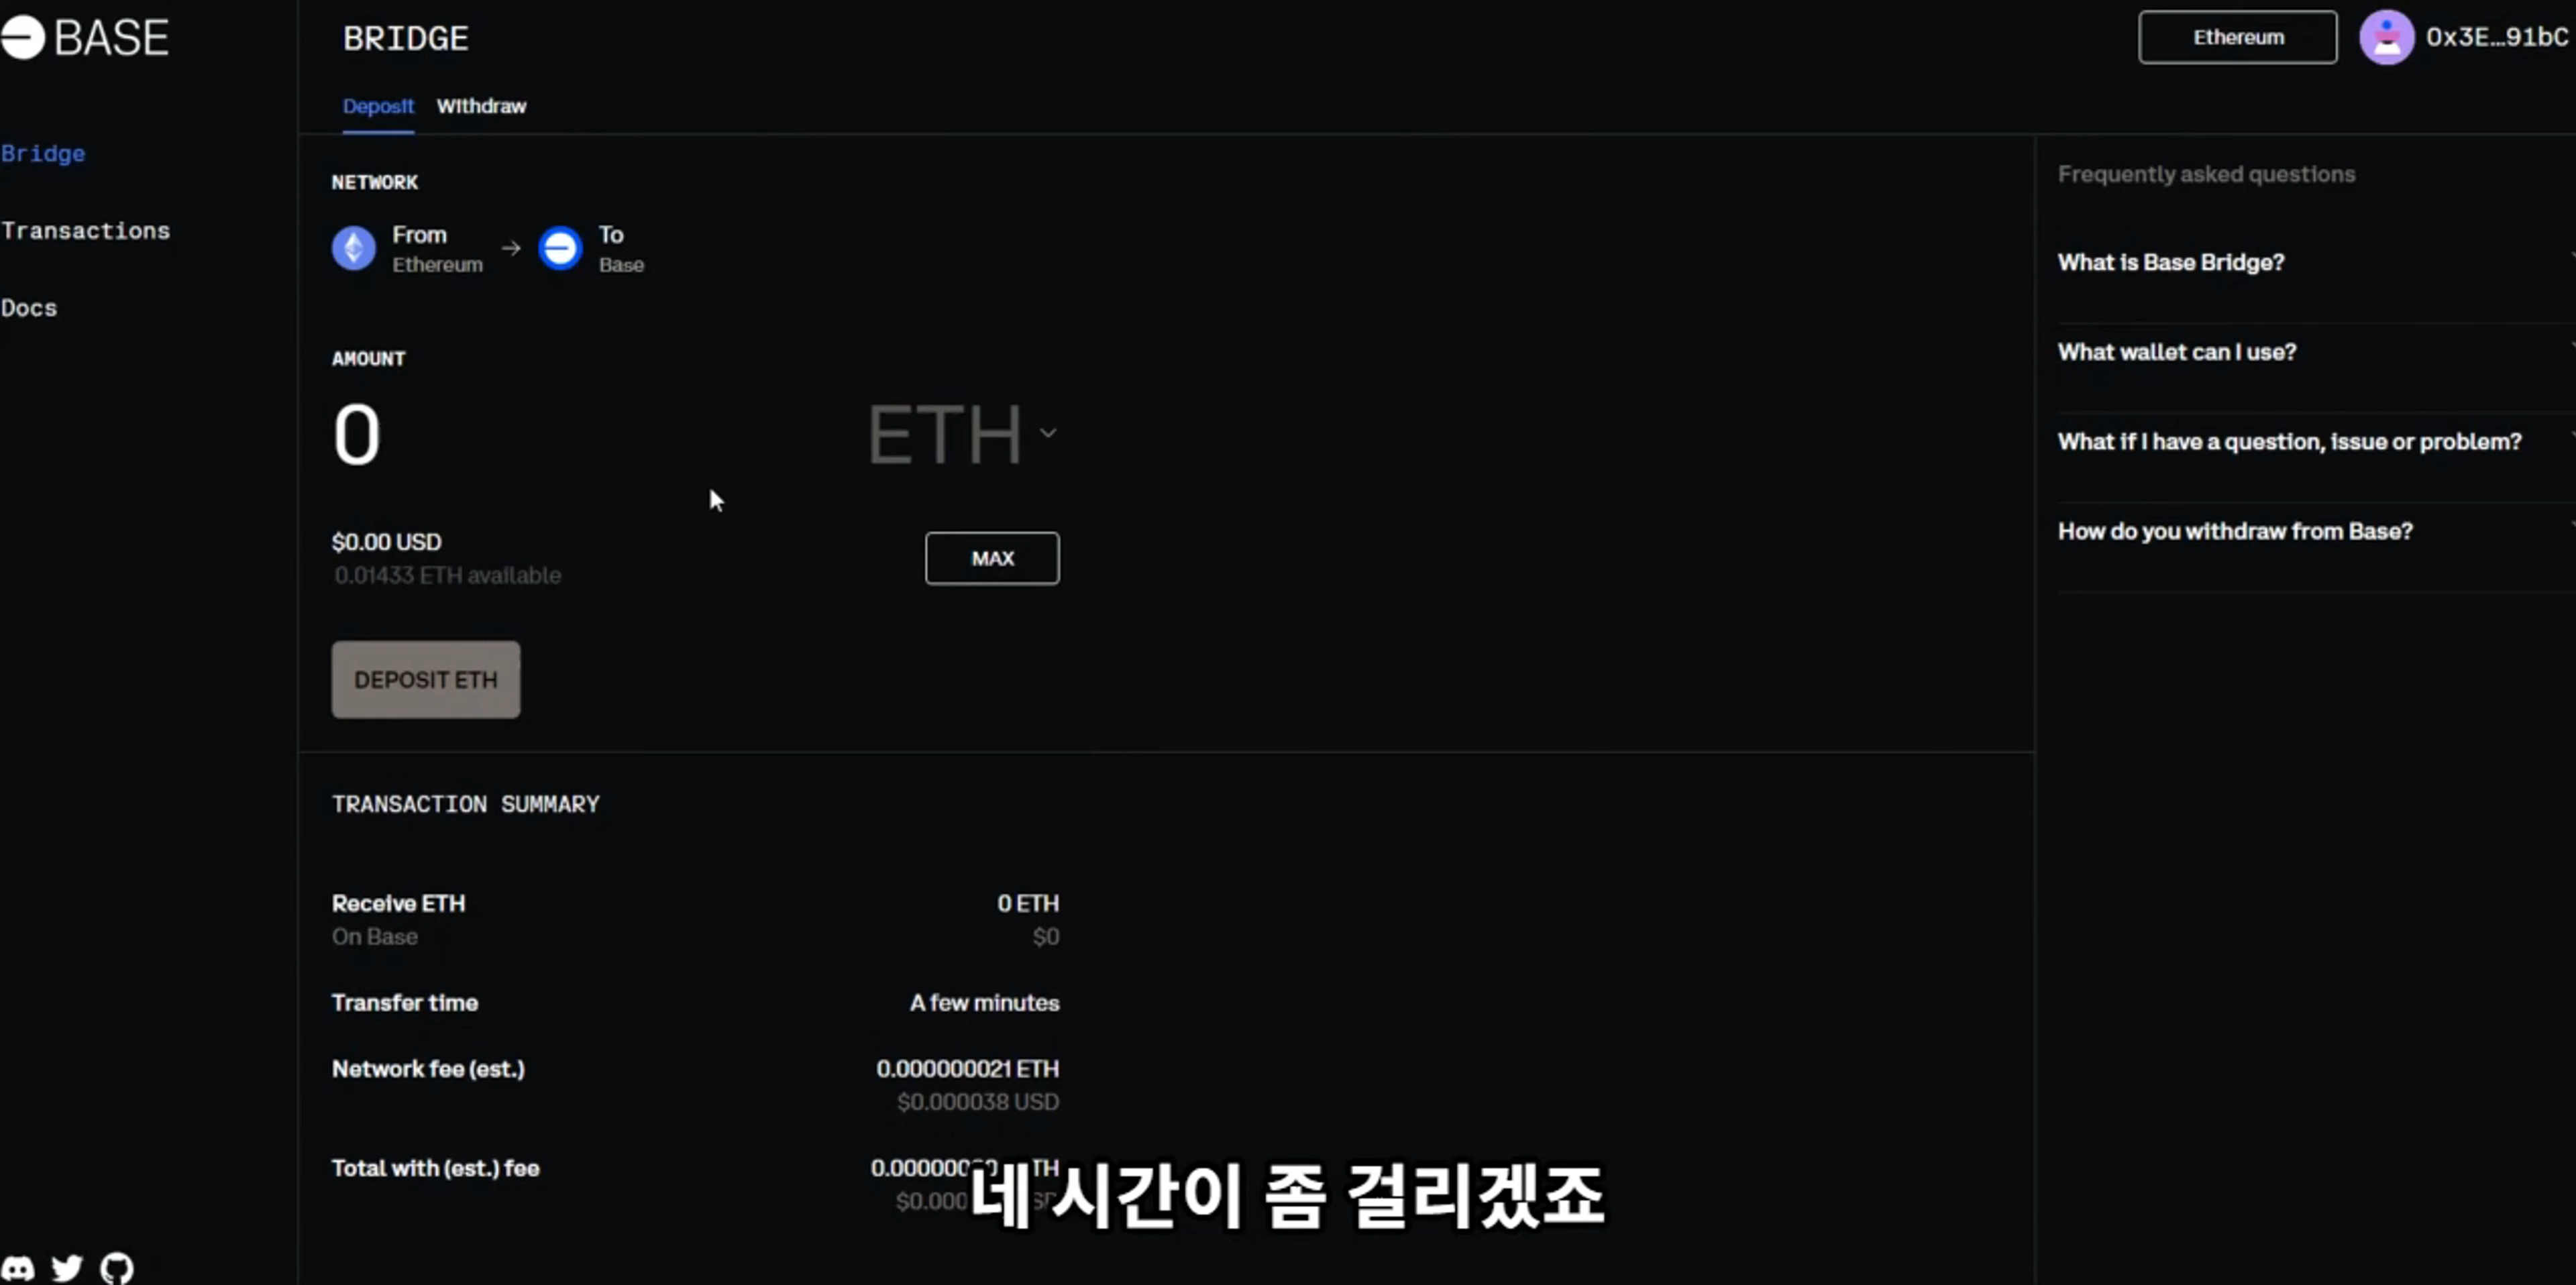 BASE
BRIDGE
Ethereum
0x3E...91bC
Deposit
Withdraw
Bridge
Transactions
Docs
NETWORK
From
Ethereum
To
Base
AMOUNT
0
ETH
$0.00 USD
0.01433 ETH available
MAX
DEPOSIT ETH
TRANSACTION SUMMARY
Receive ETH
0 ETH
On Base
$0
Transfer time
A few minutes
Network fee (est.)
0.000000021 ETH
$0.000038 USD
Total with (est.) fee
네 시간이 좀 걸리겠죠
Frequently asked questions
What is Base Bridge?
What wallet can I use?
What if I have a question, issue or problem?
How do you withdraw from Base?